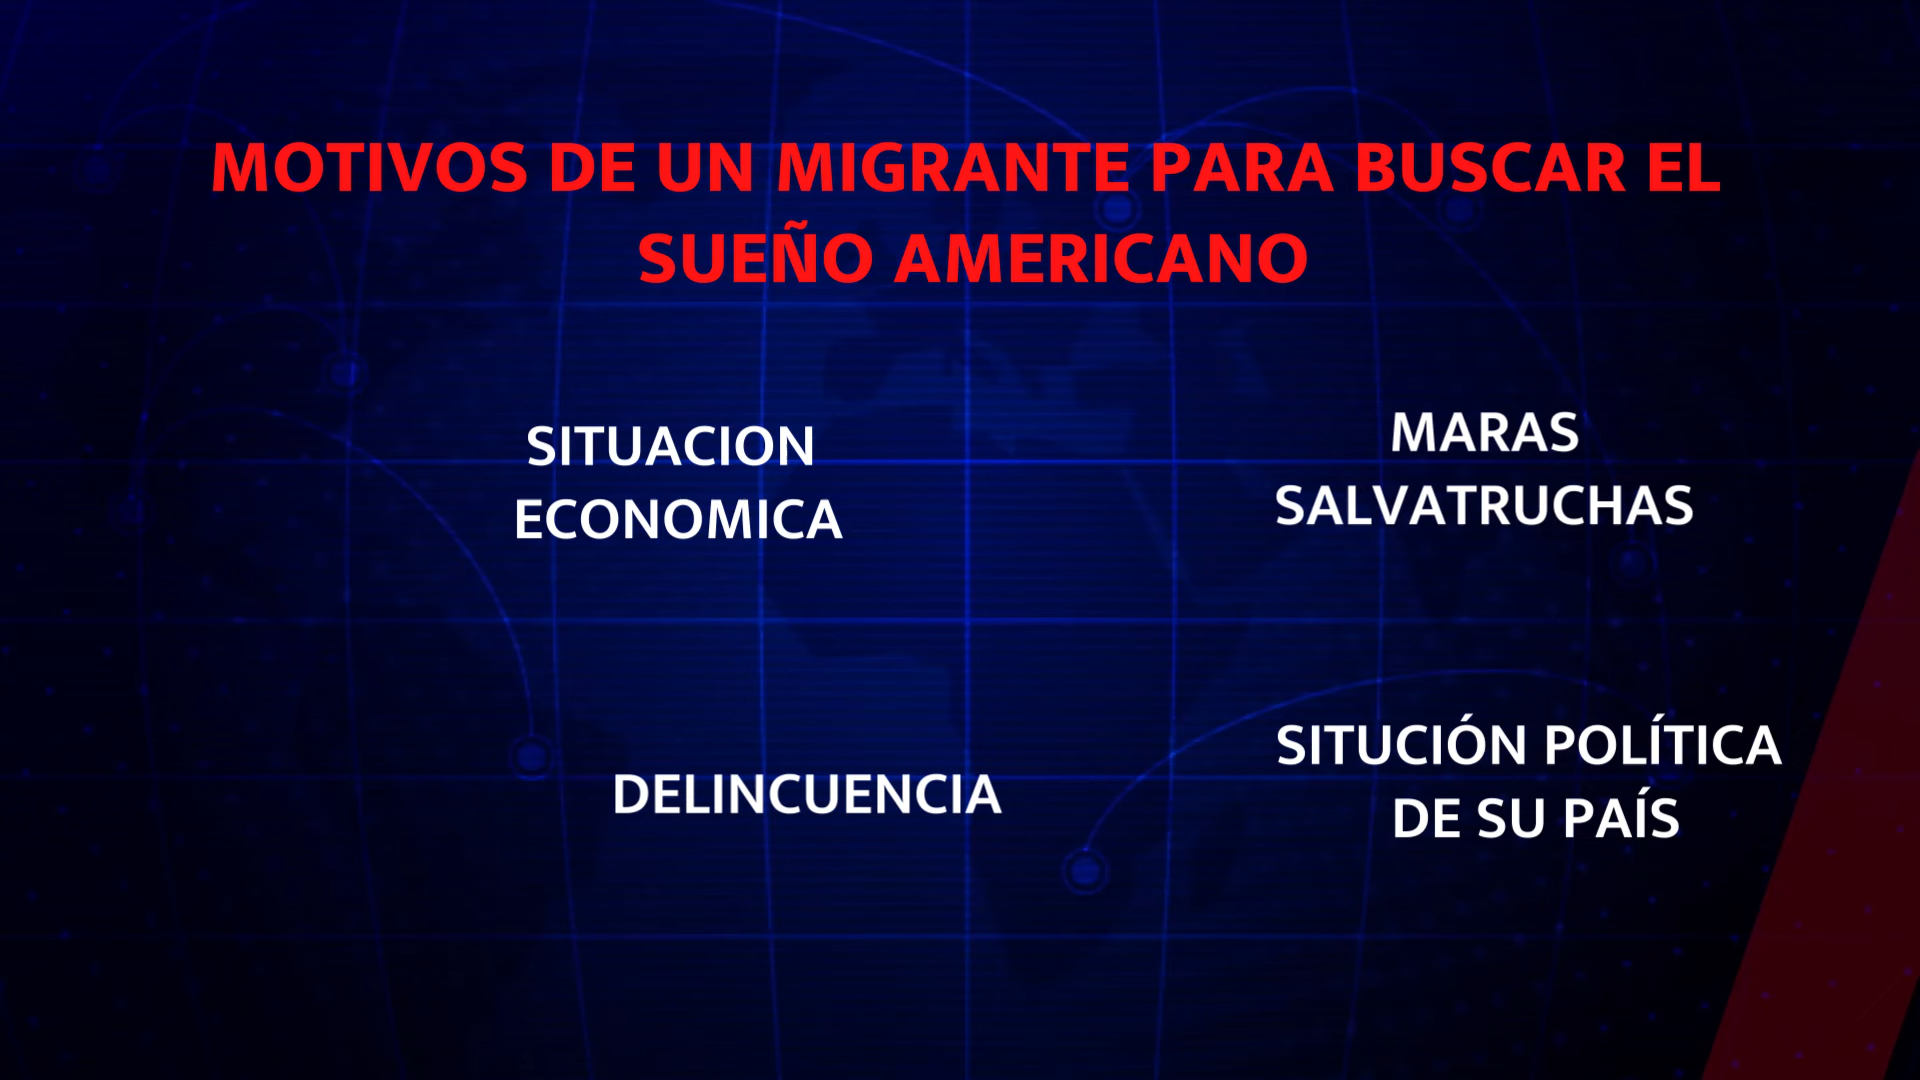 MOTIVOS DE UN MIGRANTE PARA BUSCAR EL
SUEÑO AMERICANO
SITUACION
ECONOMICA
MARAS
SALVATRUCHAS
DELINCUENCIA
SITUCIÓN POLÍTICA
DE SU PAÍS